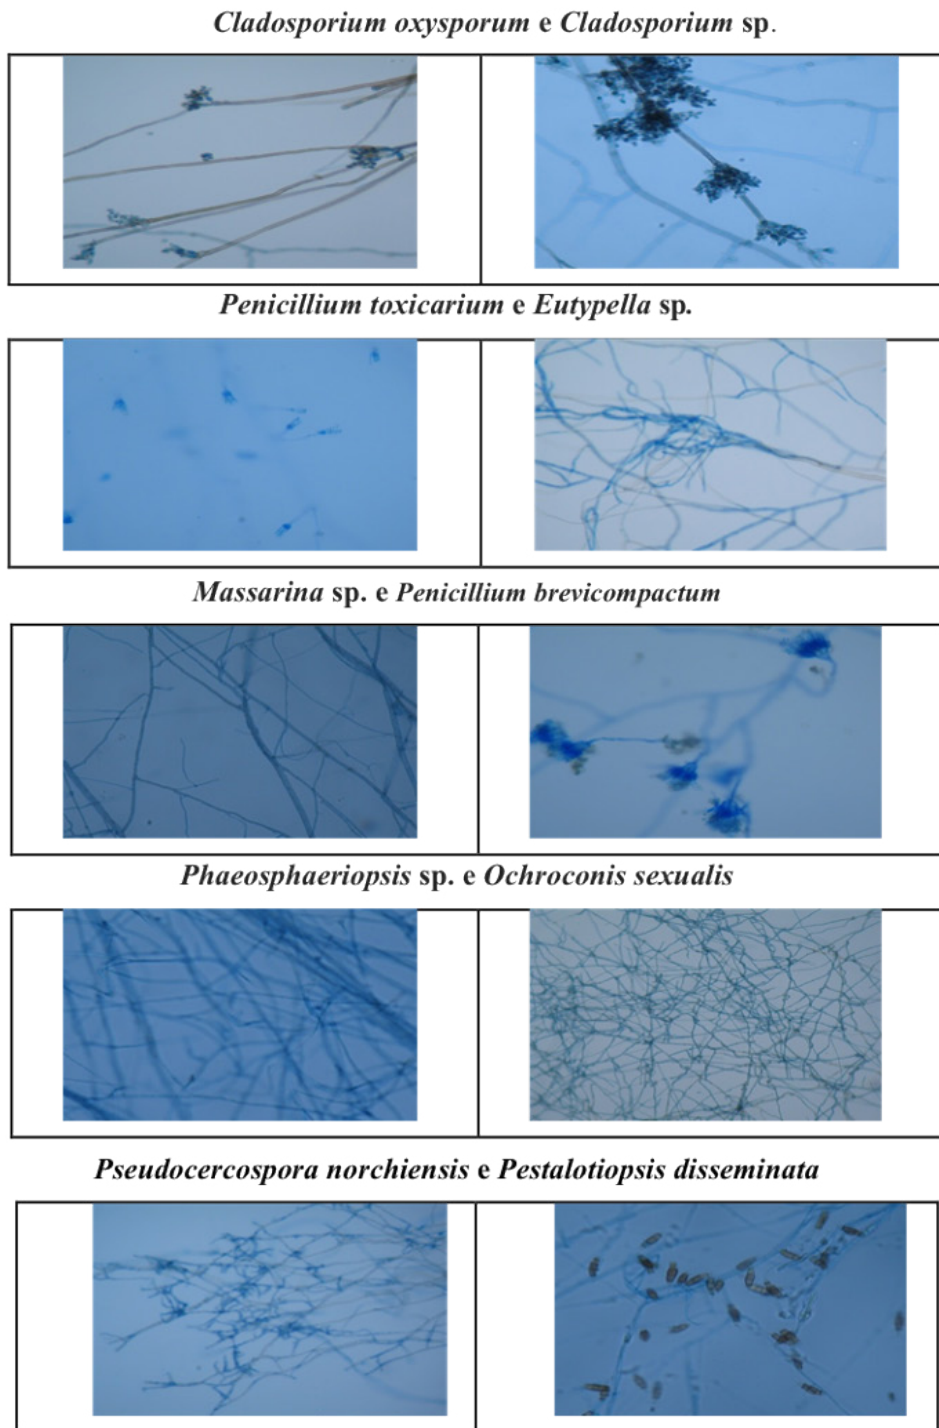 Cladosporium oxysporum e Cladosporium sp.
Penicillium toxicarium e Eutypella sp.
Massarina sp. e Penicillium brevicompactum
Phaeosphaeriopsis sp. e Ochroconis sexualis
Pseudocercospora norchiensis e Pestalotiopsis disseminata